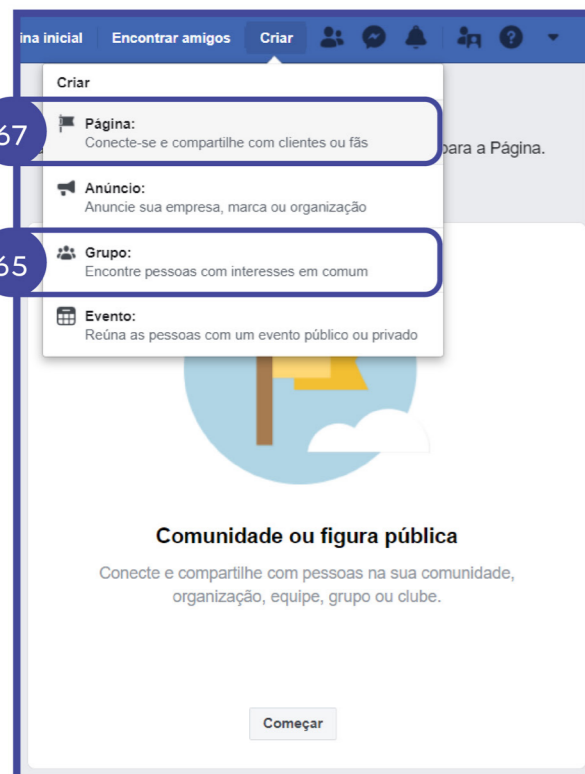 ina inicial Encontrar amigos Criar
Criar
67
Página:
Conecte-se e compartilhe com clientes ou fãs
para a Página.
Anúncio:
Anuncie sua empresa, marca ou organização
65
Grupo:
Encontre pessoas com interesses em comum
Evento:
Reúna as pessoas com um evento público ou privado
Comunidade ou figura pública
Conecte e compartilhe com pessoas na sua comunidade,
organização, equipe, grupo ou clube.
Começar